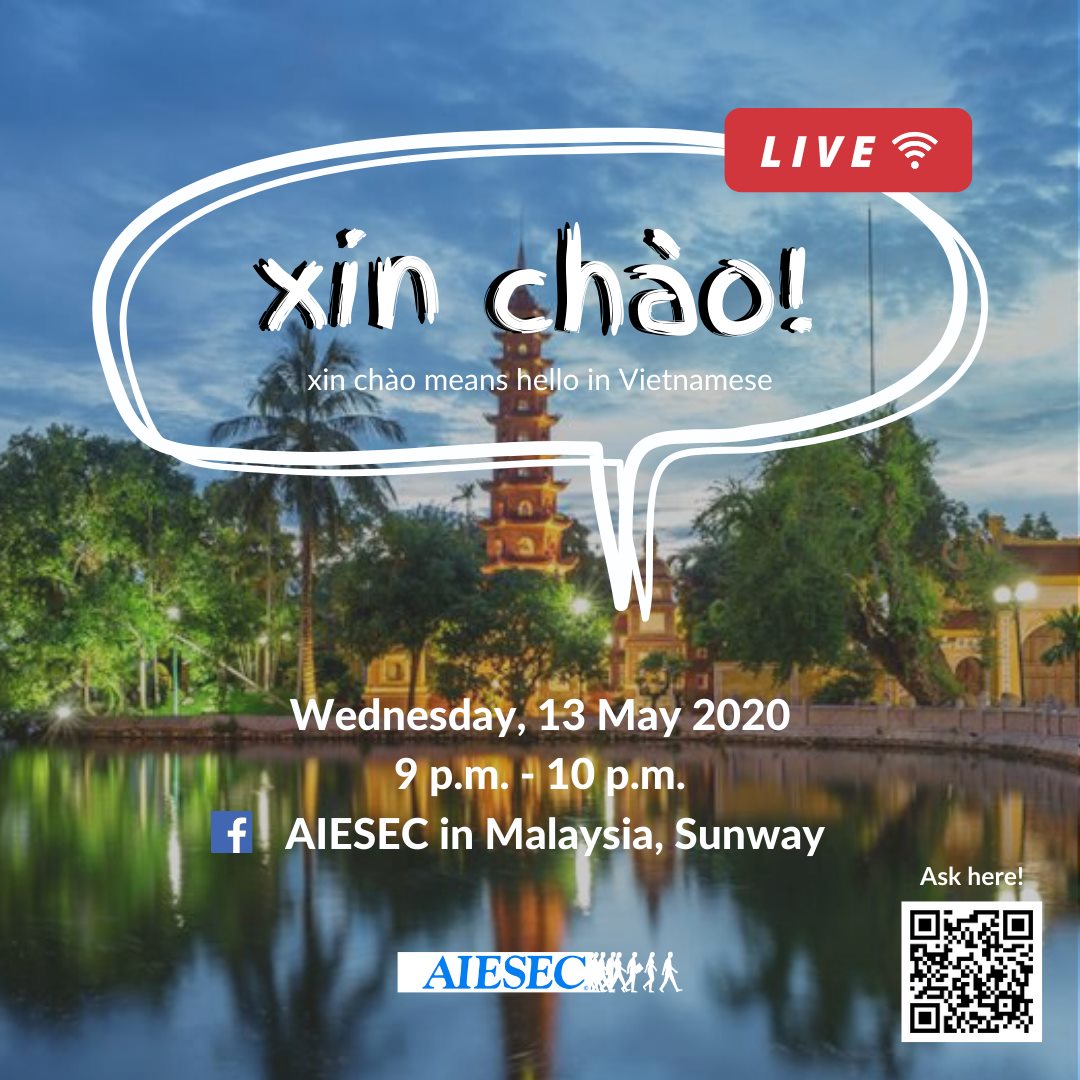 LIVE
xin chào!
xin chào means hello in Vietnamese
Wednesday, 13 May 2020
9 p.m. - 10 p.m.
f AIESEC in Malaysia, Sunway
Ask here!
AIESEC